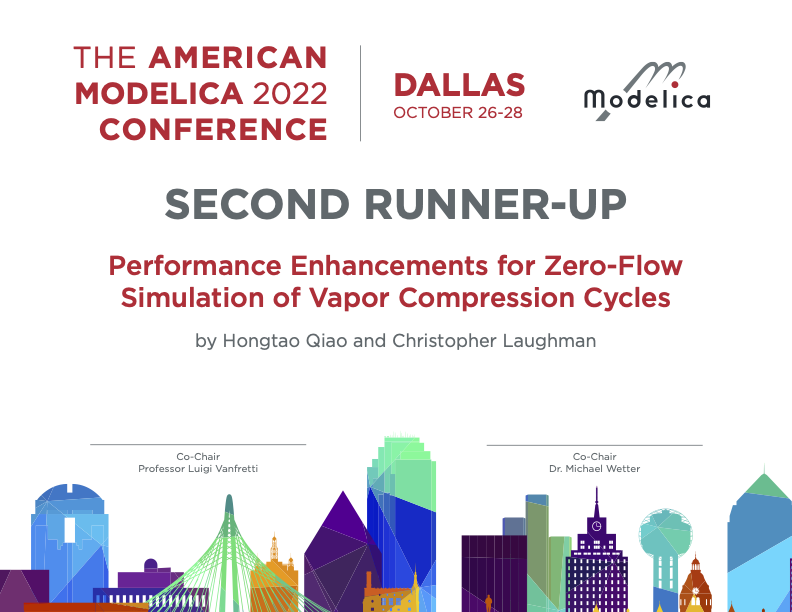 THE AMERICAN
MODELICA 2022
CONFERENCE
DALLAS
OCTOBER 26-28
Modelica
SECOND RUNNER-UP
Performance Enhancements for Zero-Flow
Simulation of Vapor Compression Cycles
by Hongtao Qiao and Christopher Laughman
Co-Chair
Professor Luigi Vanfretti
Co-Chair
Dr. Michael Wetter